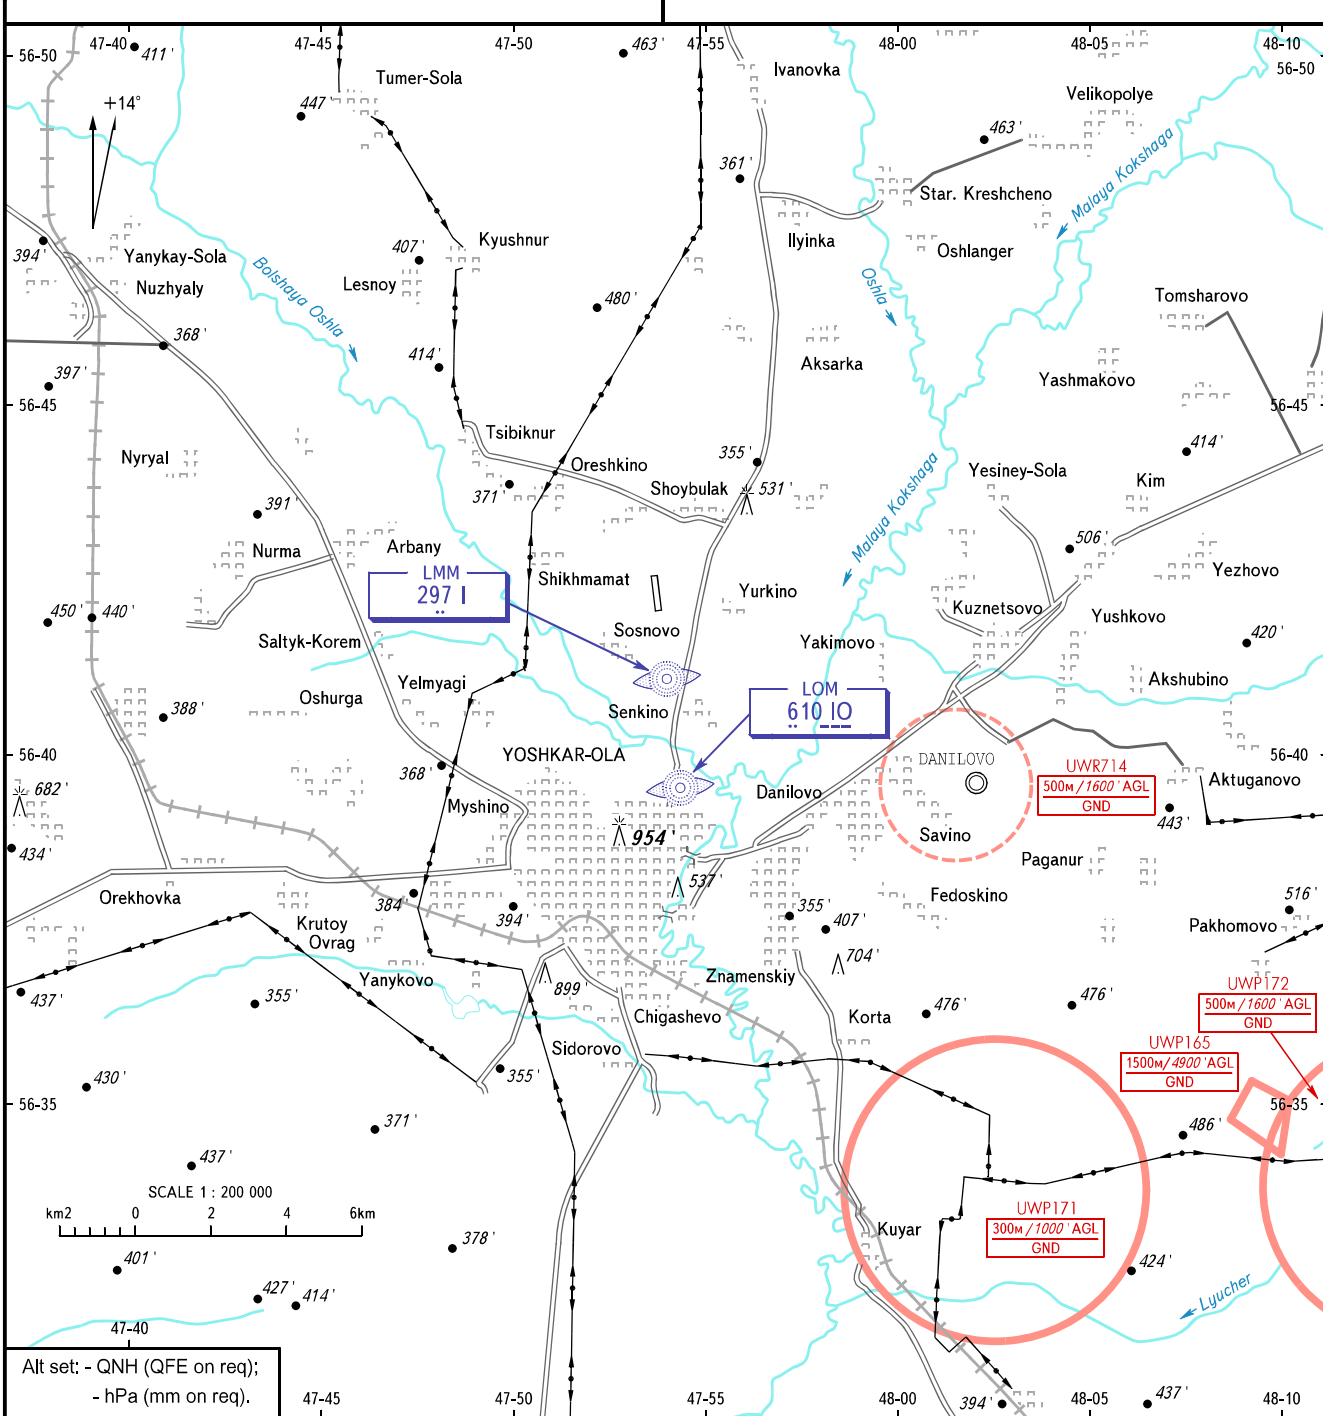 47-40
47-45
47-50
47-55
48-00
48-05
48-10
56-50
56-50
411'
463'
Ivanovka
Tumer-Sola
+14°
447'
Velikopolye
463'
Malaya Kokshaga
361'
Star. Kreshcheno
394'
Yanykay-Sola
Nuzhyaly
407'
Kyushnur
Lesnoy
Ilyinka
Oshlanger
Bolshaya Oshla
Oshla
480'
Tomsharovo
368'
414'
Aksarka
397'
Yashmakovo
56-45
56-45
Tsibiknur
Nyryal
Oreshkino
355'
414'
371'
Shoybulak
531'
Yesiney-Sola
Kim
391'
Malaya Kokshaga
Nurma
Arbany
506'
LMM
297 I
Shikhmamat
Yurkino
Yezhovo
450'
440'
Kuznetsovo
Yushkovo
Saltyk-Korem
Sosnovo
Yakimovo
420'
Oshurga
Yelmyagi
LOM
610 IO
Akshubino
388'
Senkino
56-40
56-40
YOSHKAR-OLA
DANILOVO
UWR714
500м/1600' AGL
GND
368'
Aktuganovo
682'
Myshino
Danilovo
443'
434'
954'
Savino
Paganur
537'
Orekhovka
384'
394'
Fedoskino
355'
407'
516'
Krutoy
Ovrag
Pakhomovo
704'
Yanykovo
899'
Znamenskiy
UWP172
500м/1600' AGL
GND
437'
355'
Chigashevo
Korta
476'
476'
UWP165
1500м/4900' AGL
GND
Sidorovo
430'
355'
56-35
56-35
371'
486'
437'
SCALE 1 : 200 000
km2 0 2 4 6km
UWP171
300м/1000' AGL
GND
378'
Kuyar
401'
424'
427'
414'
Lyucher
47-40
Alt set: - QNH (QFE on req);
- hPa (mm on req).
47-45
47-50
47-55
48-00
394'
48-05
437'
48-10